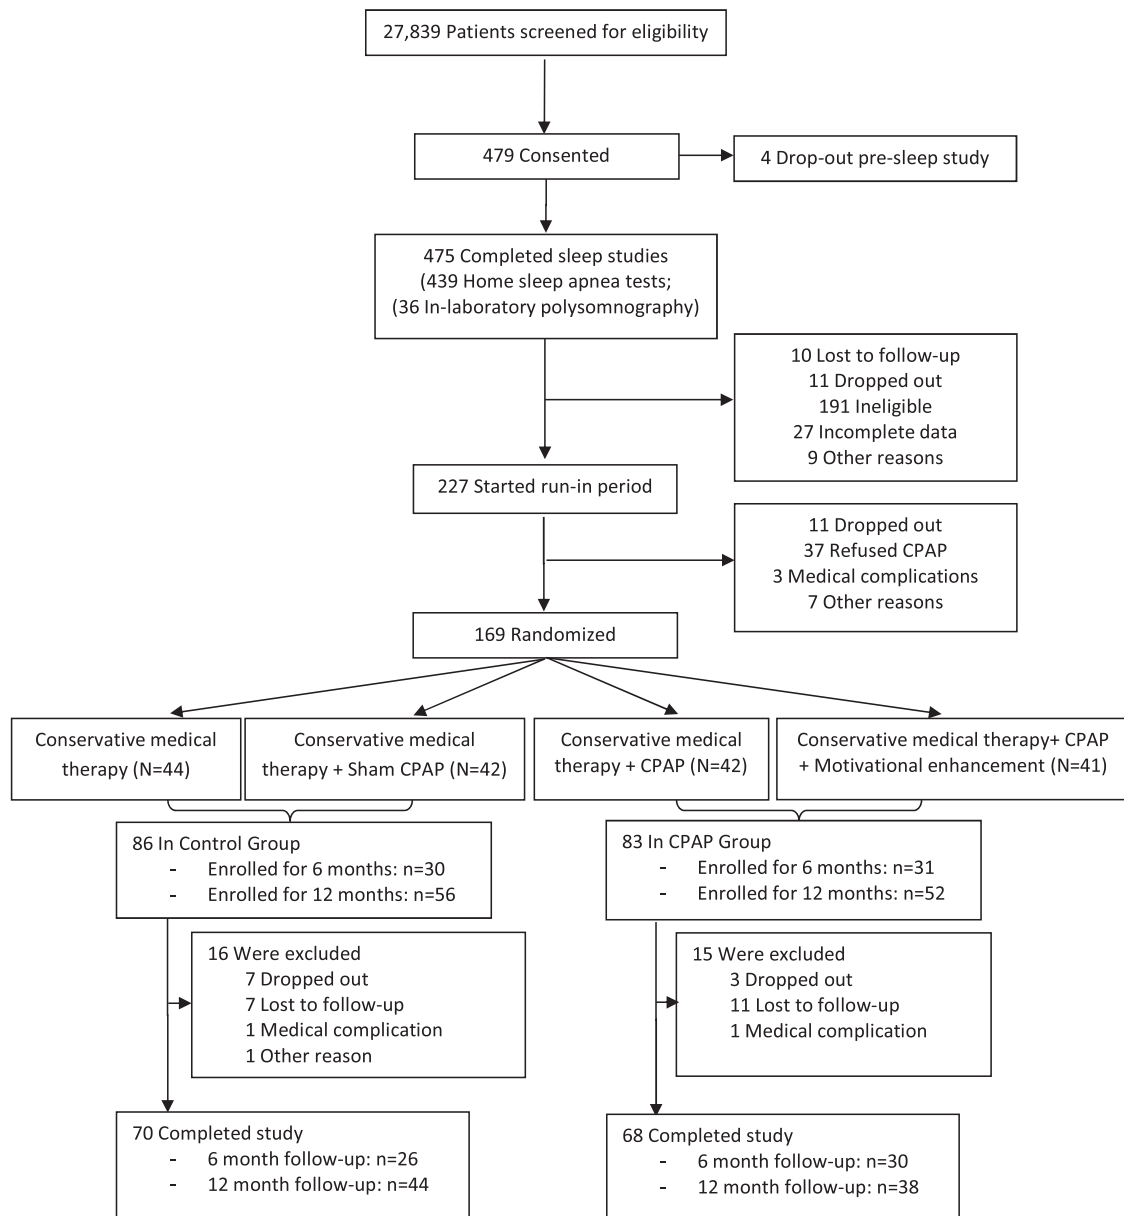 27,839 Patients screened for eligibility
479 Consented
4 Drop-out pre-sleep study
475 Completed sleep studies
(439 Home sleep apnea tests;
(36 In-laboratory polysomnography)
10 Lost to follow-up
11 Dropped out
191 Ineligible
27 Incomplete data
9 Other reasons
227 Started run-in period
11 Dropped out
37 Refused CPAP
3 Medical complications
7 Other reasons
169 Randomized
Conservative medical
therapy (N=44)
Conservative medical
therapy + Sham CPAP (N=42)
Conservative medical
therapy + CPAP (N=42)
Conservative medical therapy+ CPAP
+ Motivational enhancement (N=41)
86 In Control Group
- Enrolled for 6 months: n=30
- Enrolled for 12 months: n=56
83 In CPAP Group
- Enrolled for 6 months: n=31
- Enrolled for 12 months: n=52
16 Were excluded
7 Dropped out
7 Lost to follow-up
1 Medical complication
1 Other reason
15 Were excluded
3 Dropped out
11 Lost to follow-up
1 Medical complication
70 Completed study
- 6 month follow-up: n=26
- 12 month follow-up: n=44
68 Completed study
- 6 month follow-up: n=30
- 12 month follow-up: n=38